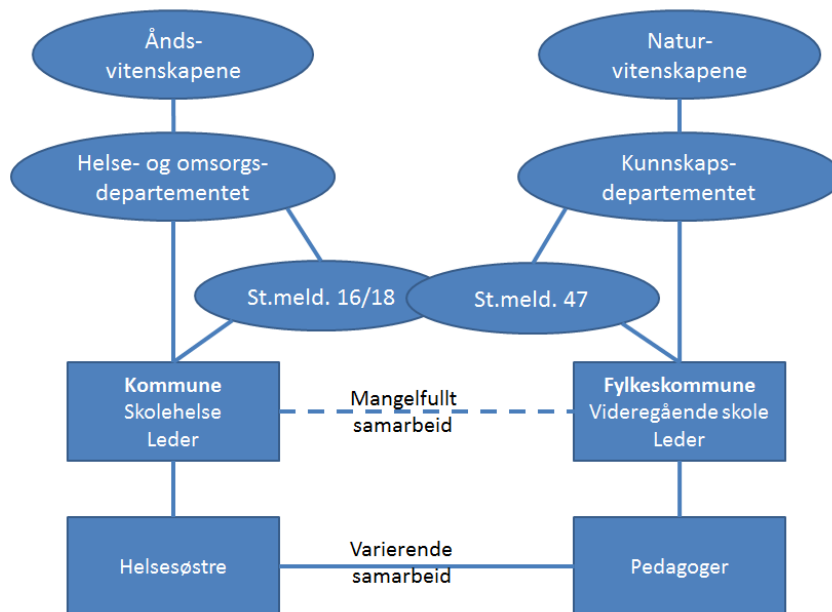 Ånds-
vitenskapene
Natur-
vitenskapene
Helse- og omsorgs-
departementet
Kunnskaps-
departementet
St.meld. 16/18
St.meld. 47
Kommune
Skolehelse
Leder
Mangelfullt
samarbeid
Fylkeskommune
Videregående skole
Leder
Helsesøstre
Varierende
samarbeid
Pedagoger